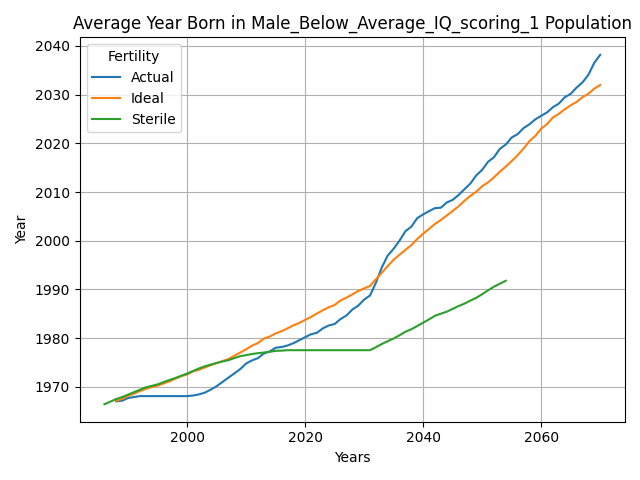 Average Year Born in Male_Below_Average_IQ_scoring_1 Population
Fertility
Actual
Ideal
Sterile
2040
2030
2020
2010
2000
1990
1980
1970
Year
2000
2020
2040
2060
Years